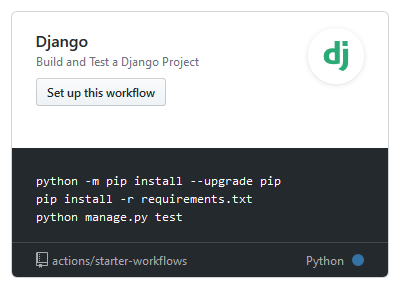 Django
Build and Test a Django Project
dj
Set up this workflow
python -m pip install --upgrade pip
pip install -r requirements.txt
python manage.py test
actions/starter-workflows
Python